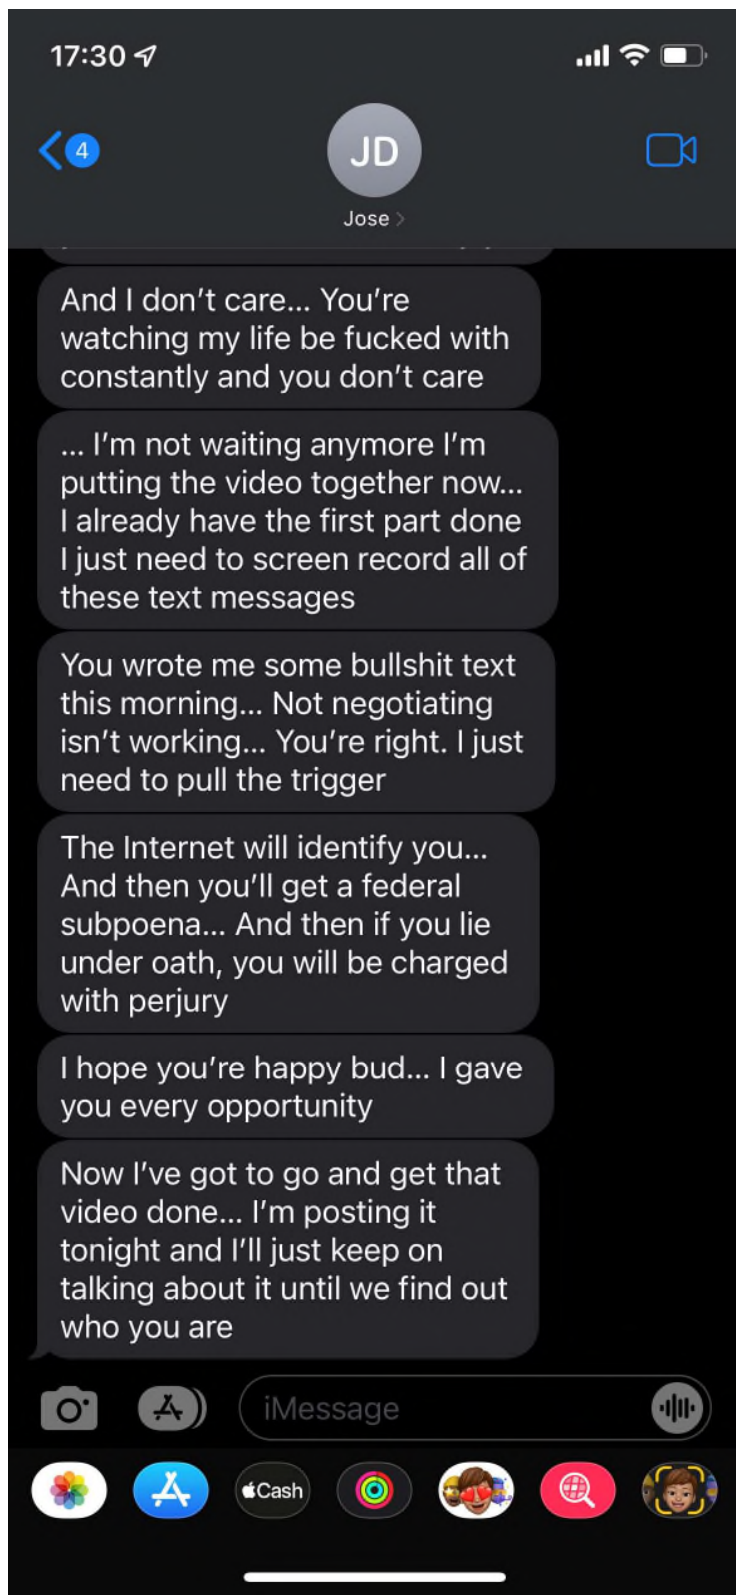 17:30
4
JD
Jose
And I don’t care... You’re
watching my life be fucked with
constantly and you don’t care
... I’m not waiting anymore I’m
putting the video together now...
I already have the first part done
I just need to screen record all of
these text messages
You wrote me some bullshit text
this morning... Not negotiating
isn’t working... You’re right. I just
need to pull the trigger
The Internet will identify you...
And then you’ll get a federal
subpoena... And then if you lie
under oath, you will be charged
with perjury
I hope you’re happy bud... I gave
you every opportunity
Now I’ve got to go and get that
video done... I’m posting it
tonight and I’ll just keep on
talking about it until we find out
who you are
iMessage
Cash